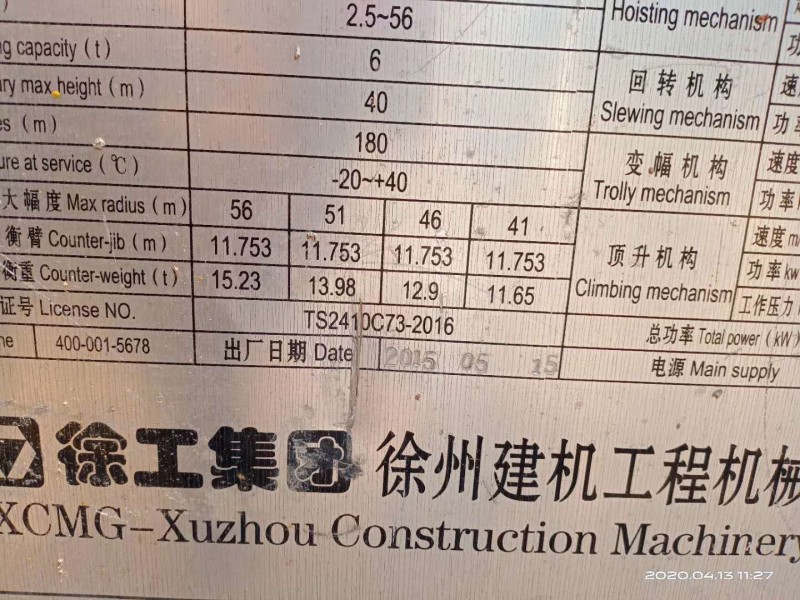 2.5~56
Hoisting mechanism
ng capacity(t)
6
回转机构
速度
ary max height(m)
40
Slewing mechanism
功
es(m)
180
变幅机构
速度
ure at service(℃)
-20~+40
Trolly mechanism
功率
大幅度 Max radius(m)
56
51
46
41
速度 m/
衡臂 Counter-jib(m)
11.753
11.753
11.753
11.753
顶升机构
功率 kw
衡重 Counter-weight(t)
15.23
13.98
12.9
11.65
Climbing mechanism
工作压力
证号 License NO.
TS2410C73-2016
总功率 Total power(kW)
ne
400-001-5678
出厂日期 Date
2015 05 15
电源 Main supply
徐工集团 徐州建机工程机械
XCMG-Xuzhou Construction Machinery
2020.04.13 11:27